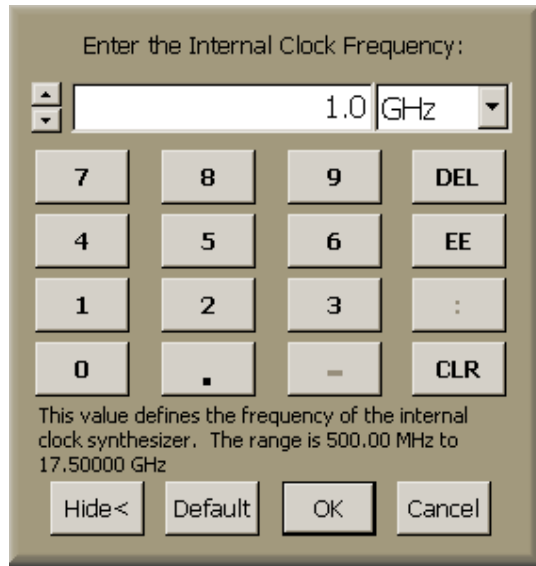 Enter the Internal Clock Frequency:
1.0 GHz
7 8 9 DEL
4 5 6 EE
1 2 3 :
0 . - CLR
This value defines the frequency of the internal
clock synthesizer. The range is 500.00 MHz to
17.50000 GHz
Hide< Default OK Cancel